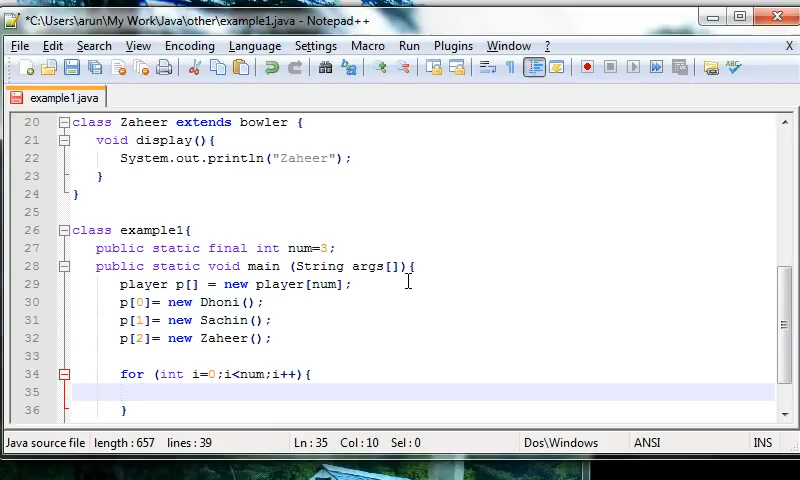 *C:\Users\arun\My Work\Java\other\example1.java - Notepad++
File Edit Search View Encoding Language Settings Macro Run Plugins Window ? X
example1.java
20 class Zaheer extends bowler {
21 void display(){
22 System.out.println("Zaheer");
23 }
24 }
25
26 class example1{
27 public static final int num=3;
28 public static void main (String args[]){
29 player p[] = new player[num];
30 p[0]= new Dhoni();
31 p[1]= new Sachin();
32 p[2]= new Zaheer();
33
34 for (int i=0;i<num;i++){
35
36 }
Java source file length : 657 lines : 39 Ln : 35 Col : 10 Sel : 0 Dos\Windows ANSI INS